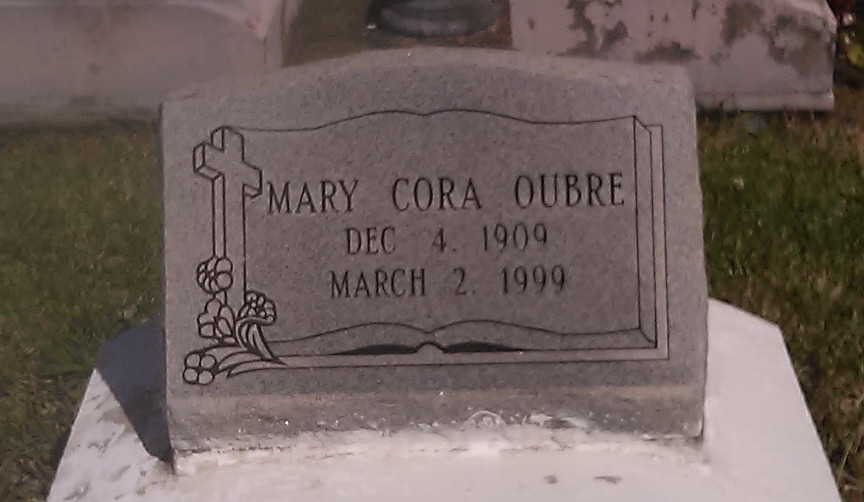 MARY CORA OUBRE
DEC 4. 1909
MARCH 2. 1999